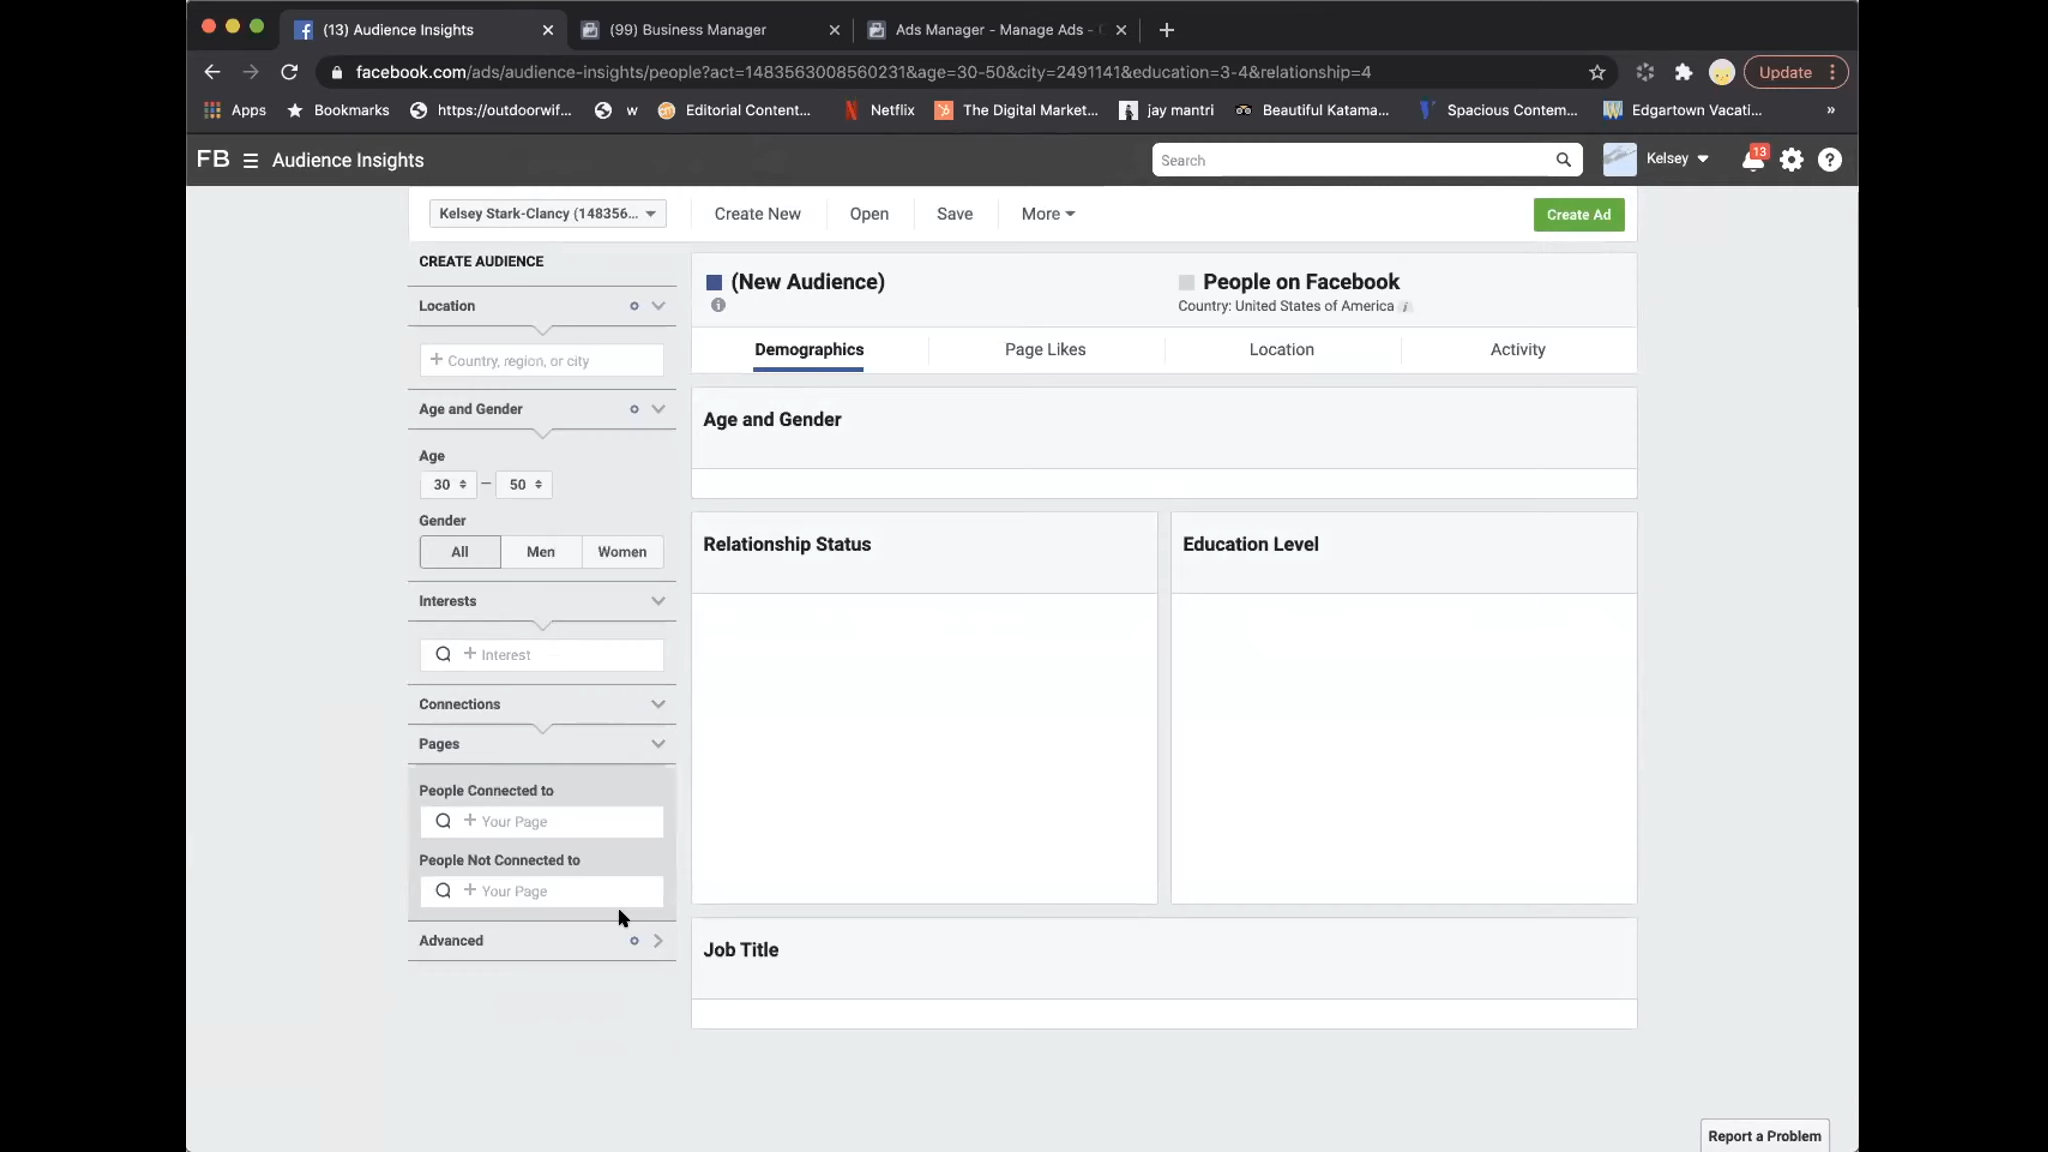 (13) Audience Insights
(99) Business Manager
Ads Manager - Manage Ads -
facebook.com/ads/audience-insights/people?act=1483563008560231&age=30-50&city=2491141&education=3-4&relationship=4
Update
Apps
Bookmarks
https://outdoorwif...
w
Editorial Content...
Netflix
The Digital Market...
jay mantri
Beautiful Katama...
Spacious Contem...
Edgartown Vacati...
»
FB
Audience Insights
Search
Kelsey
13
Kelsey Stark-Clancy (148356...
Create New
Open
Save
More
Create Ad
CREATE AUDIENCE
Location
+ Country, region, or city
Age and Gender
Age
30 — 50
Gender
All
Men
Women
Interests
+ Interest
Connections
Pages
People Connected to
+ Your Page
People Not Connected to
+ Your Page
Advanced
(New Audience)
People on Facebook
Country: United States of America
Demographics
Page Likes
Location
Activity
Age and Gender
Relationship Status
Education Level
Job Title
Report a Problem